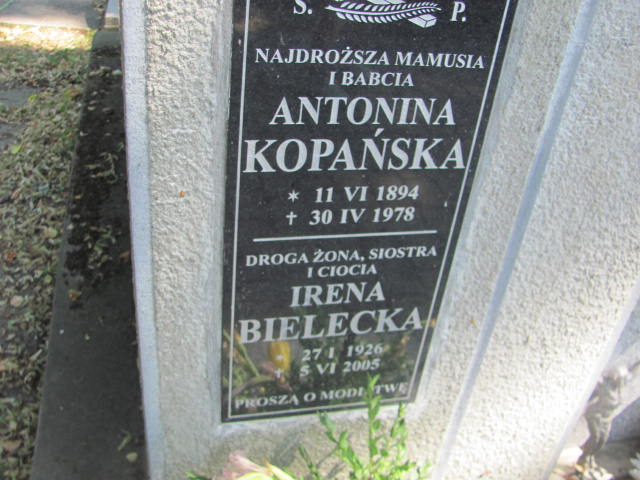 S. P.
NAJDROŻSZA MAMUSIA
I BABCIA
ANTONINA
KOPAŃSKA
✶ 11 VI 1894
✝ 30 IV 1978
DROGA ŻONA, SIOSTRA
I CIOCIA
IRENA
BIELECKA
✶ 27 I 1926
✝ 5 VI 2005
PROSZĄ O MODLITWĘ